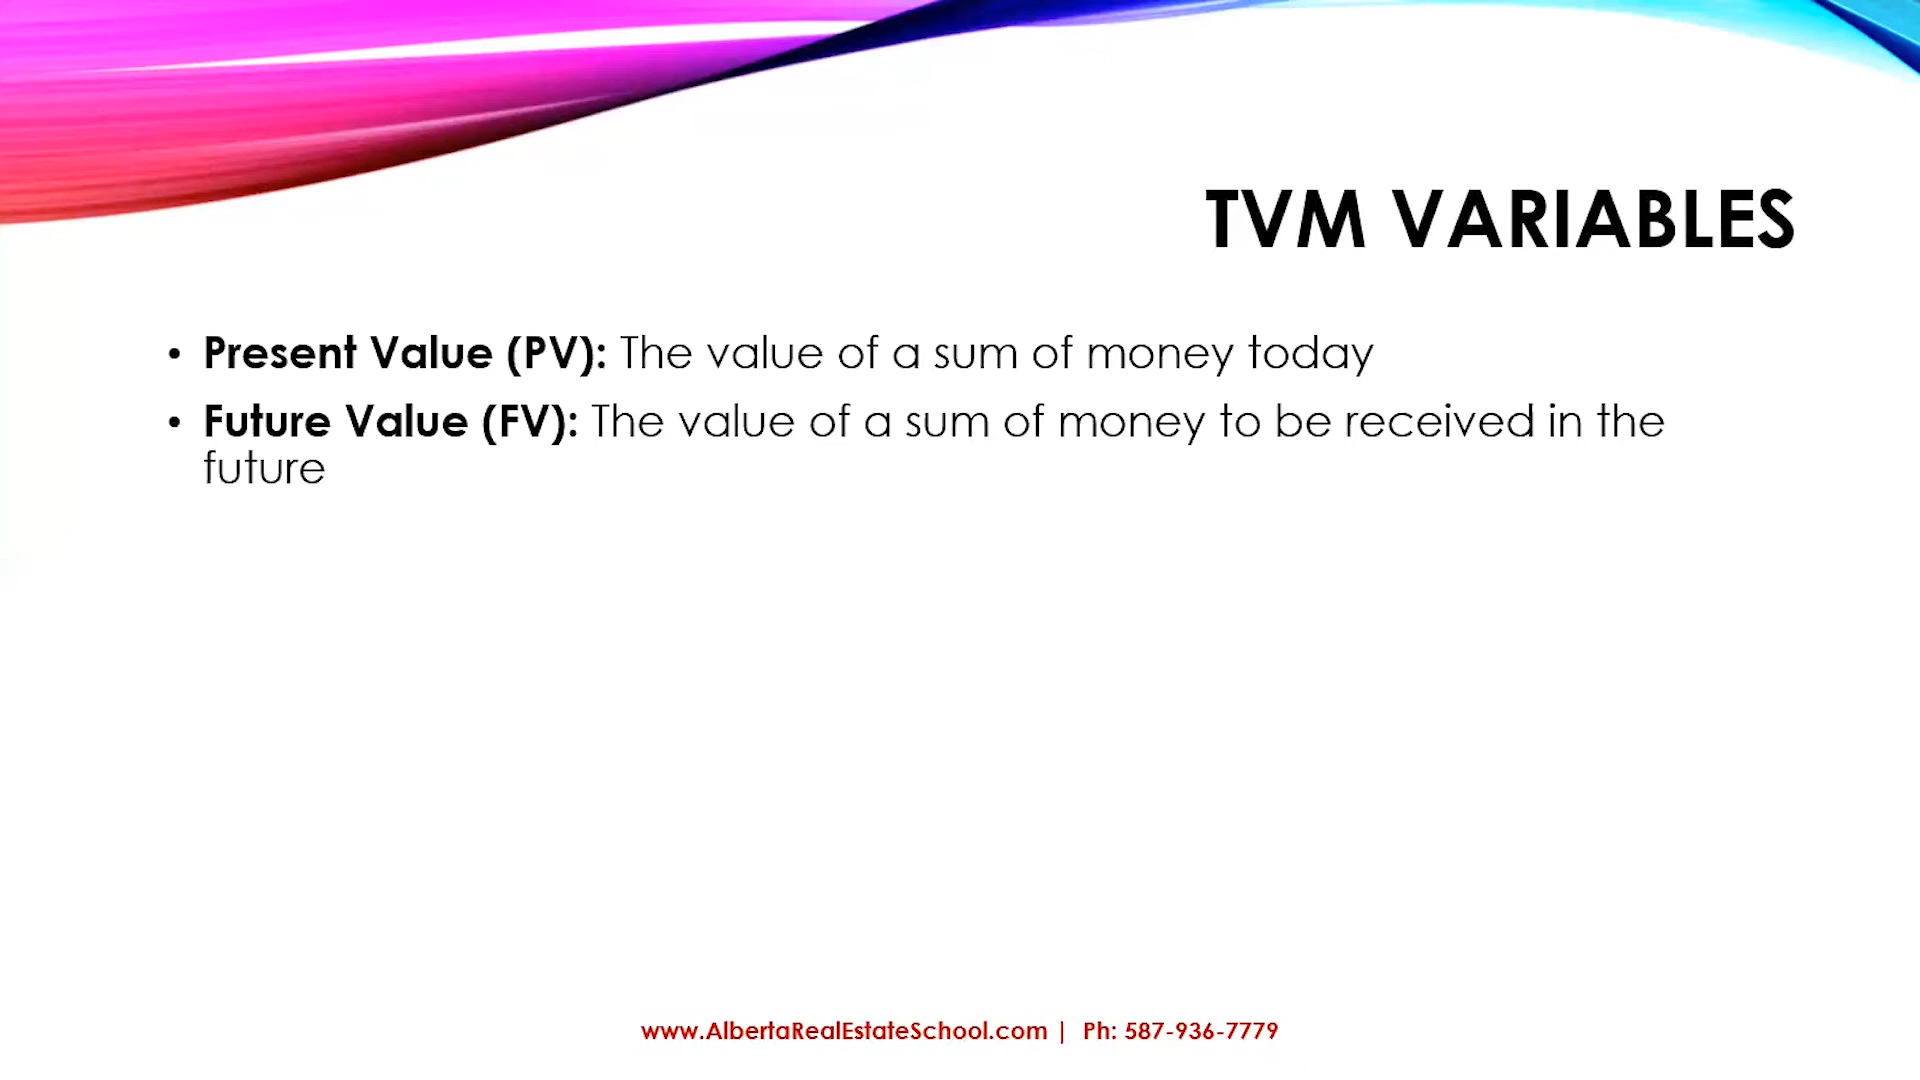 TVM VARIABLES
• Present Value (PV): The value of a sum of money today
• Future Value (FV): The value of a sum of money to be received in the
future
www.AlbertaRealEstateSchool.com | Ph: 587-936-7779